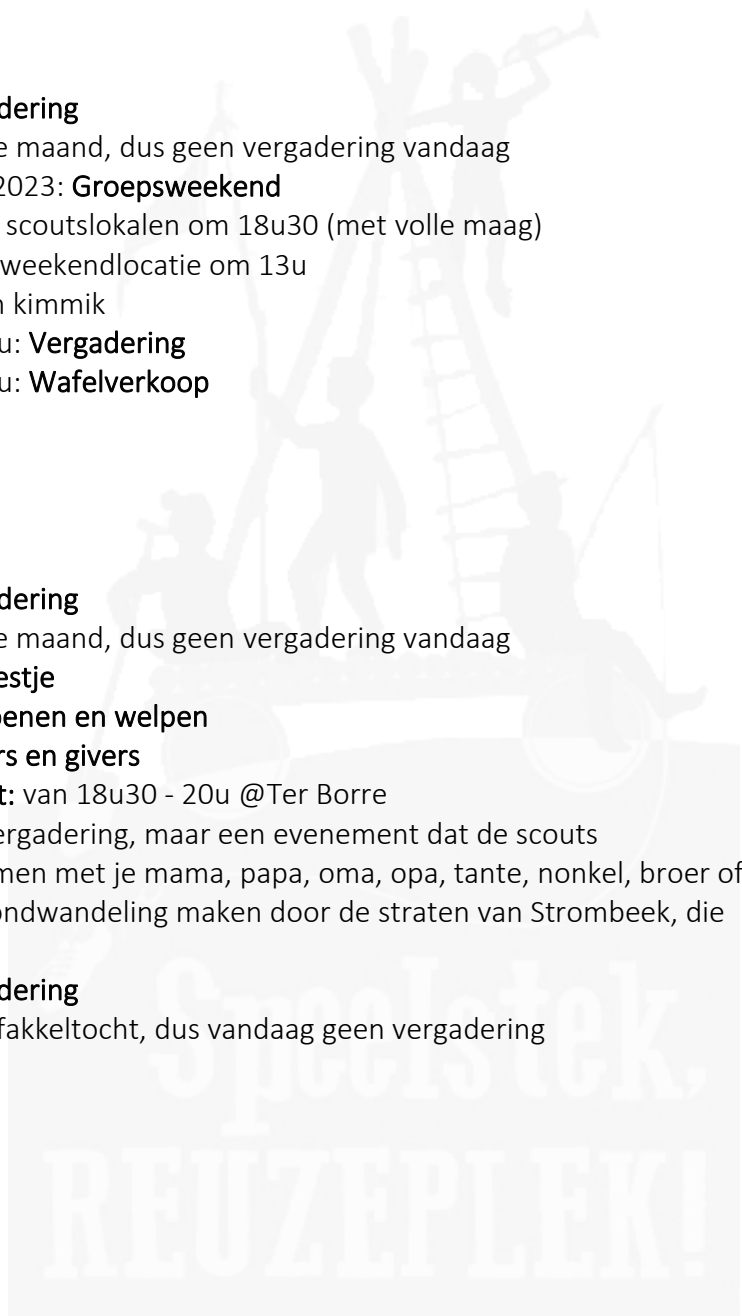 dering
e maand, dus geen vergadering vandaag
2023: Groepsweekend
scoutslokalen om 18u30 (met volle maag)
weekendlocatie om 13u
n kimmik
u: Vergadering
u: Wafelverkoop
dering
e maand, dus geen vergadering vandaag
estje
oenen en welpen
rs en givers
t: van 18u30 - 20u @Ter Borre
ergadering, maar een evenement dat de scouts
men met je mama, papa, oma, opa, tante, nonkel, broer of
ondwandeling maken door de straten van Strombeek, die
dering
fakkeltocht, dus vandaag geen vergadering
Speelstek,
REUZEPLEK!